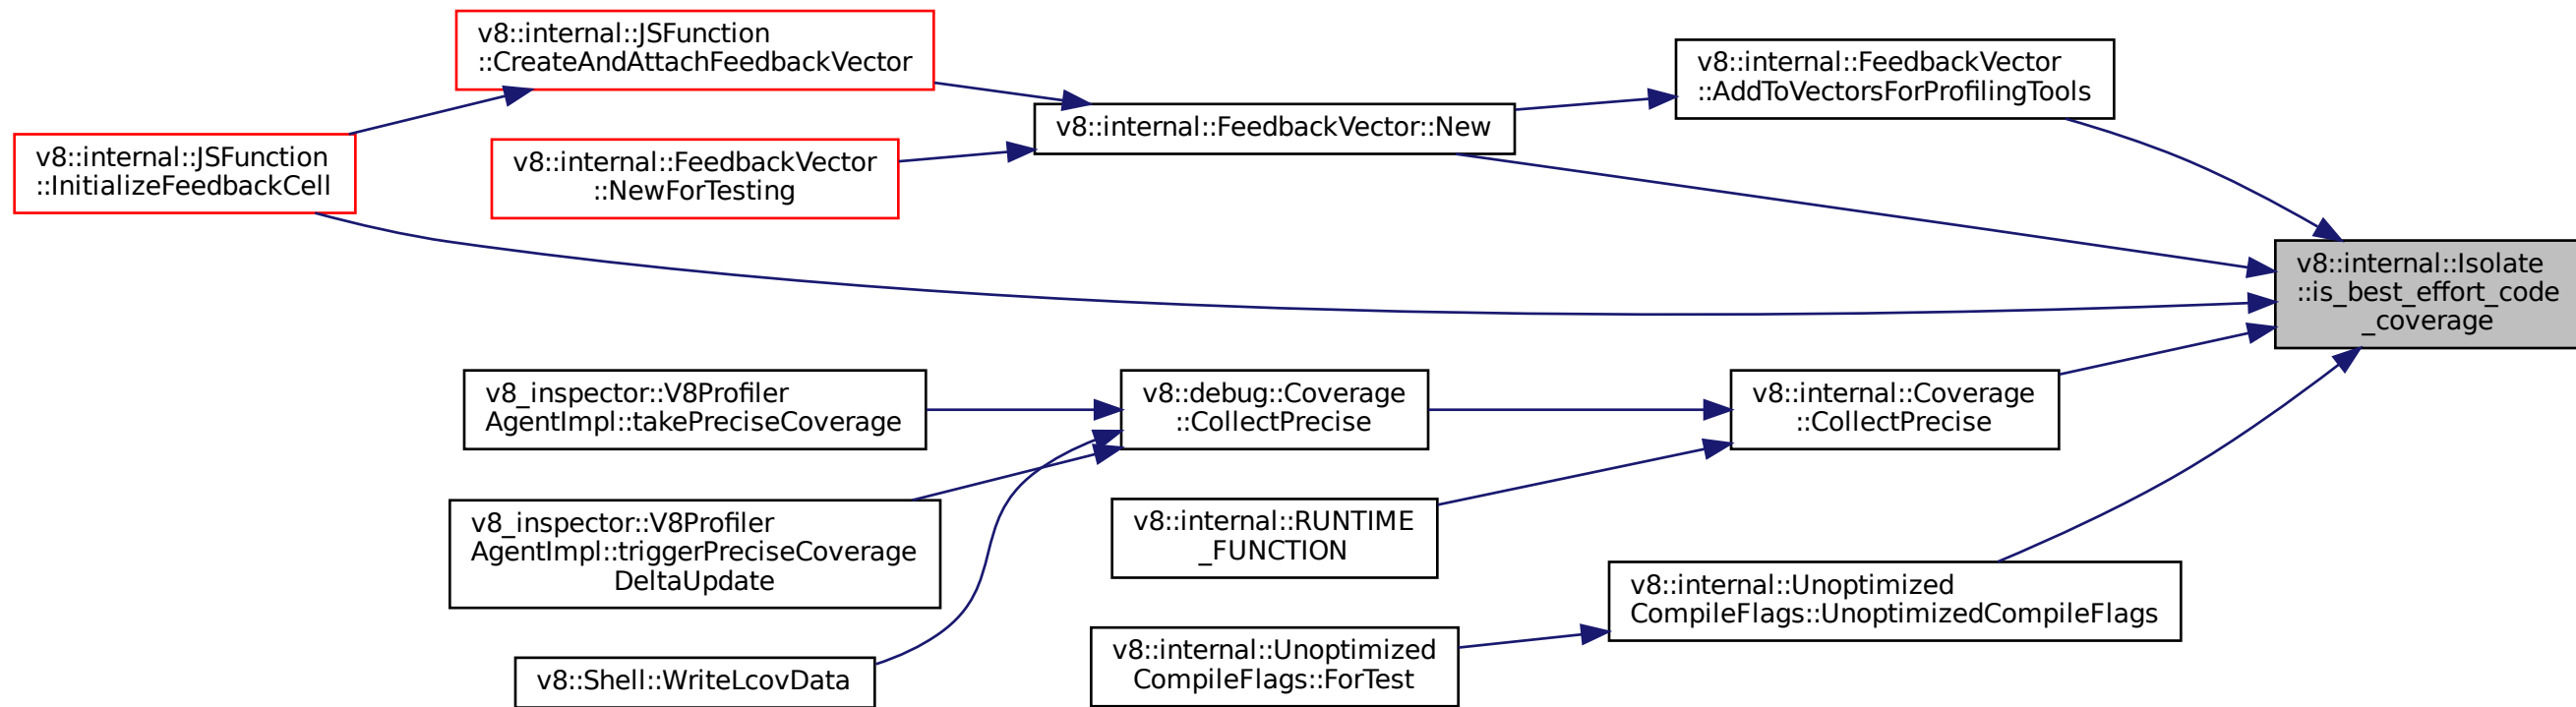 v8::internal::JSFunction
::CreateAndAttachFeedbackVector
v8::internal::FeedbackVector
::AddToVectorsForProfilingTools
v8::internal::FeedbackVector::New
v8::internal::JSFunction
::InitializeFeedbackCell
v8::internal::FeedbackVector
::NewForTesting
v8::internal::Isolate
::is_best_effort_code
_coverage
v8_inspector::V8Profiler
AgentImpl::takePreciseCoverage
v8::debug::Coverage
::CollectPrecise
v8::internal::Coverage
::CollectPrecise
v8_inspector::V8Profiler
AgentImpl::triggerPreciseCoverage
DeltaUpdate
v8::internal::RUNTIME
_FUNCTION
v8::internal::Unoptimized
CompileFlags::UnoptimizedCompileFlags
v8::Shell::WriteLcovData
v8::internal::Unoptimized
CompileFlags::ForTest